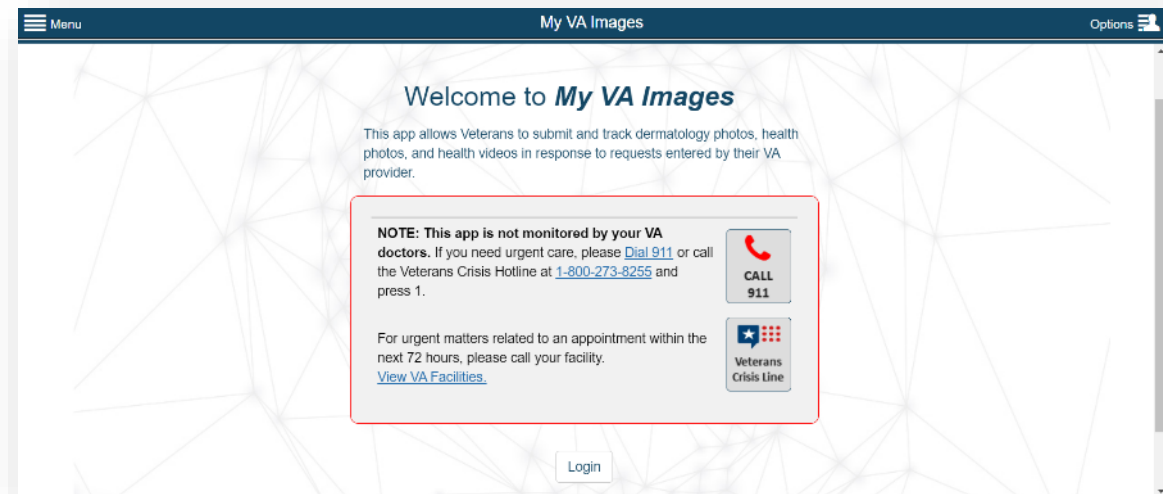 Menu
My VA Images
Options
Welcome to My VA Images
This app allows Veterans to submit and track dermatology photos, health
photos, and health videos in response to requests entered by their VA
provider.
NOTE: This app is not monitored by your VA
doctors. If you need urgent care, please Dial 911 or call
the Veterans Crisis Hotline at 1-800-273-8255 and
press 1.
CALL
911
For urgent matters related to an appointment within the
next 72 hours, please call your facility.
View VA Facilities.
Veterans
Crisis Line
Login